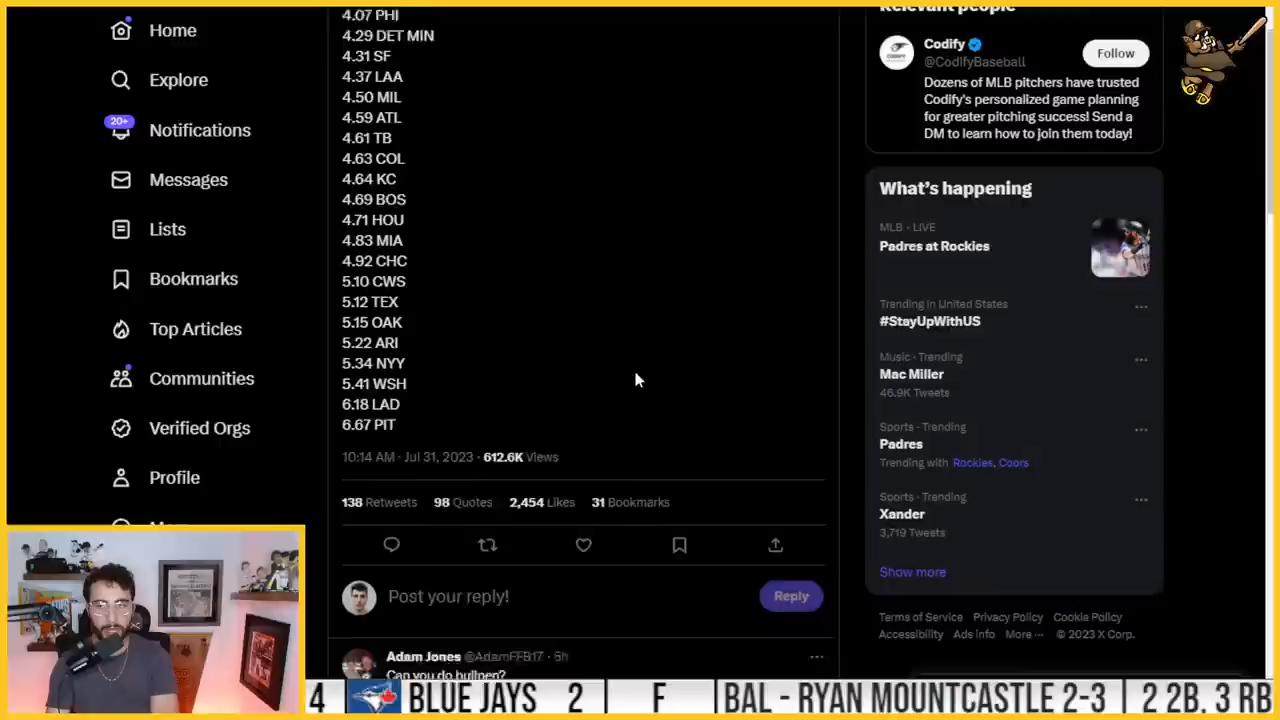 Home
Explore
20+
Notifications
Messages
Lists
Bookmarks
Top Articles
Communities
Verified Orgs
Profile
4.07 PHI
4.29 DET MIN
4.31 SF
4.37 LAA
4.50 MIL
4.59 ATL
4.61 TB
4.63 COL
4.64 KC
4.69 BOS
4.71 HOU
4.83 MIA
4.92 CHC
5.10 CWS
5.12 TEX
5.15 OAK
5.22 ARI
5.34 NYY
5.41 WSH
6.18 LAD
6.67 PIT
10:14 AM · Jul 31, 2023 · 612.6K Views
138 Retweets 98 Quotes 2,454 Likes 31 Bookmarks
Post your reply!
Reply
Adam Jones @AdamFFB17 · 5h
Can you do bullpen?
Relevant people
Codify
@CodifyBaseball
Follow
Dozens of MLB pitchers have trusted
Codify's personalized game planning
for greater pitching success! Send a
DM to learn how to join them today!
What's happening
MLB · LIVE
Padres at Rockies
Trending in United States
#StayUpWithUS
Music · Trending
Mac Miller
46.9K Tweets
Sports · Trending
Padres
Trending with Rockies, Coors
Sports · Trending
Xander
3,719 Tweets
Show more
Terms of Service Privacy Policy Cookie Policy
Accessibility Ads info More ··· © 2023 X Corp.
4 BLUE JAYS 2 F BAL - RYAN MOUNTCASTLE 2-3 2 2B, 3 RB